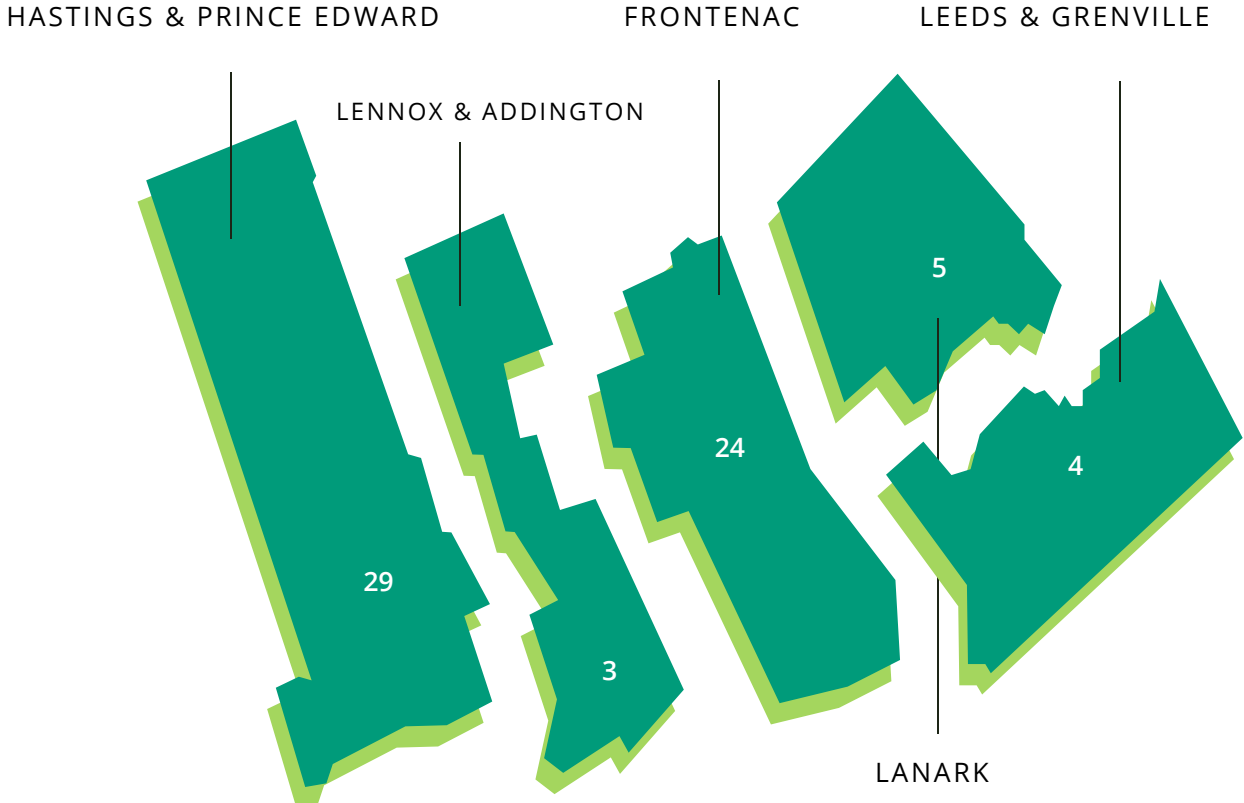 HASTINGS & PRINCE EDWARD
FRONTENAC
LEEDS & GRENVILLE
LENNOX & ADDINGTON
5
24
4
29
3
LANARK